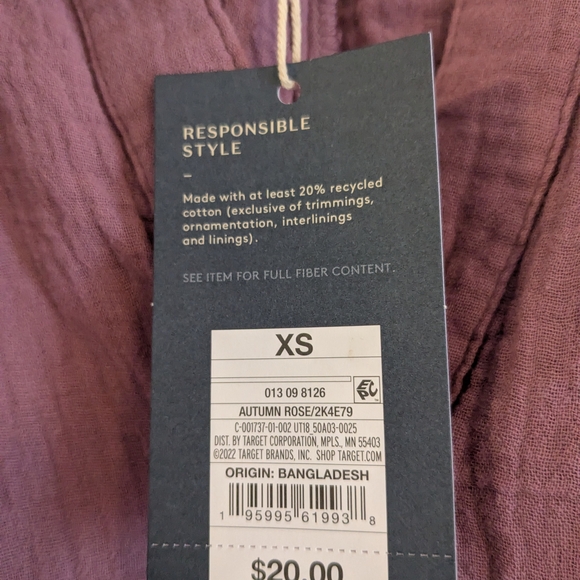 RESPONSIBLE
STYLE
–
Made with at least 20% recycled
cotton (exclusive of trimmings,
ornamentation, interlinings
and linings).
SEE ITEM FOR FULL FIBER CONTENT.
XS
013 09 8126
EPC
AUTUMN ROSE/2K4E79
C-001737-01-002 UT18 50A03-0025
DIST. BY TARGET CORPORATION, MPLS., MN 55403
©2022 TARGET BRANDS, INC. SHOP TARGET.COM
ORIGIN: BANGLADESH
1 95995 61993 8
$20.00